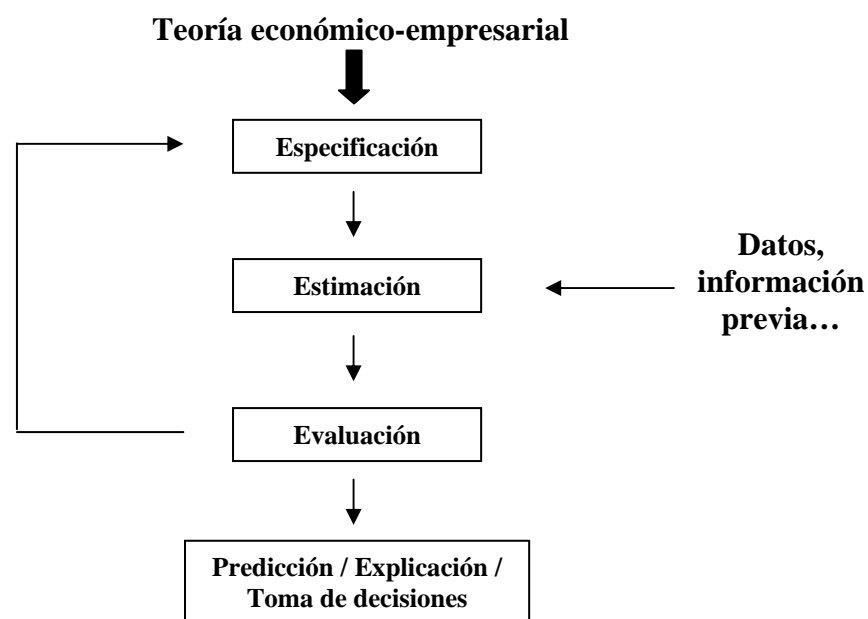 Teoría económico-empresarial
Especificación
Estimación
Datos,
información
previa…
Evaluación
Predicción / Explicación /
Toma de decisiones